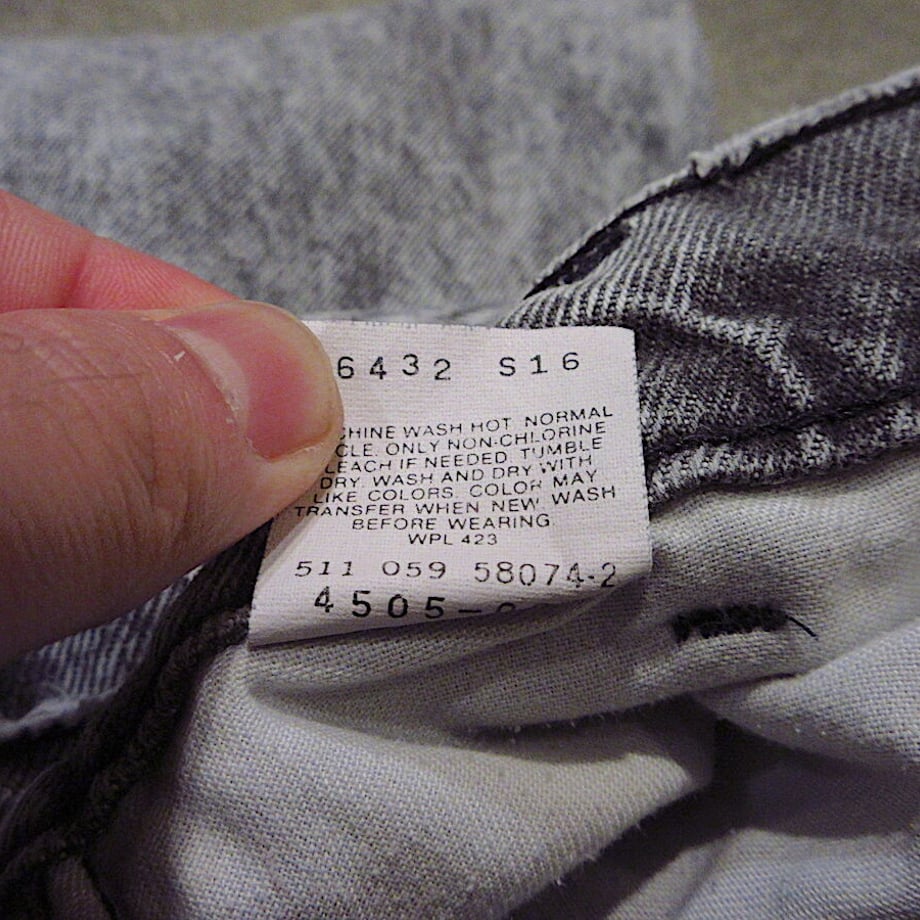 6432 S16
CHINE WASH HOT NORMAL
CLE. ONLY NON-CHLORINE
LEACH IF NEEDED. TUMBLE
DRY. WASH AND DRY WITH
LIKE COLORS. COLOR MAY
TRANSFER WHEN NEW. WASH
BEFORE WEARING.
WPL 423
511 059 58074-2
4505-